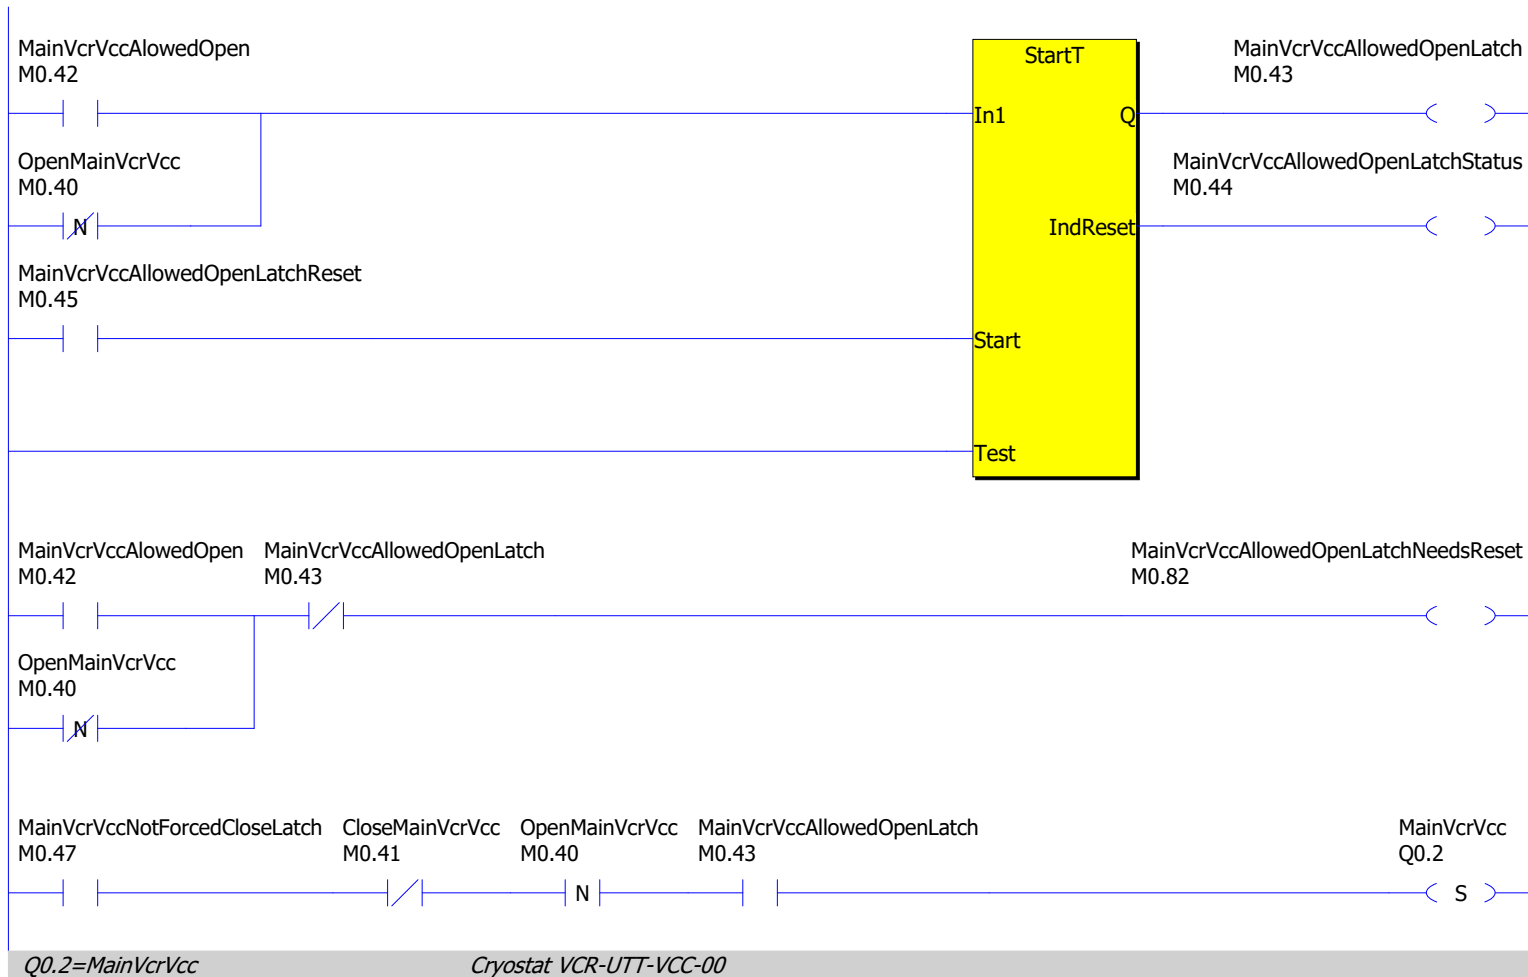 MainVcrVccAlowedOpen
M0.42
StartT
MainVcrVccAllowedOpenLatch
M0.43
In1
Q
OpenMainVcrVcc
M0.40
MainVcrVccAllowedOpenLatchStatus
M0.44
N
IndReset
MainVcrVccAllowedOpenLatchReset
M0.45
Start
Test
MainVcrVccAlowedOpen
M0.42
MainVcrVccAllowedOpenLatch
M0.43
MainVcrVccAllowedOpenLatchNeedsReset
M0.82
OpenMainVcrVcc
M0.40
N
MainVcrVccNotForcedCloseLatch
M0.47
CloseMainVcrVcc
M0.41
OpenMainVcrVcc
M0.40
MainVcrVccAllowedOpenLatch
M0.43
MainVcrVcc
Q0.2
N
S
Q0.2=MainVcrVcc
Cryostat VCR-UTT-VCC-00